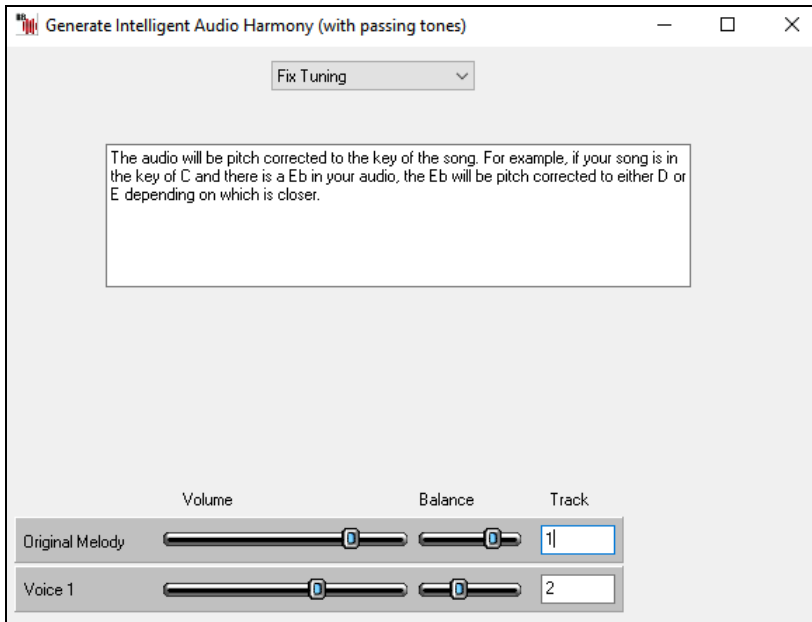 Generate Intelligent Audio Harmony (with passing tones)
Fix Tuning
The audio will be pitch corrected to the key of the song. For example, if your song is in
the key of C and there is a Eb in your audio, the Eb will be pitch corrected to either D or
E depending on which is closer.
Volume Balance Track
Original Melody 1
Voice 1 2